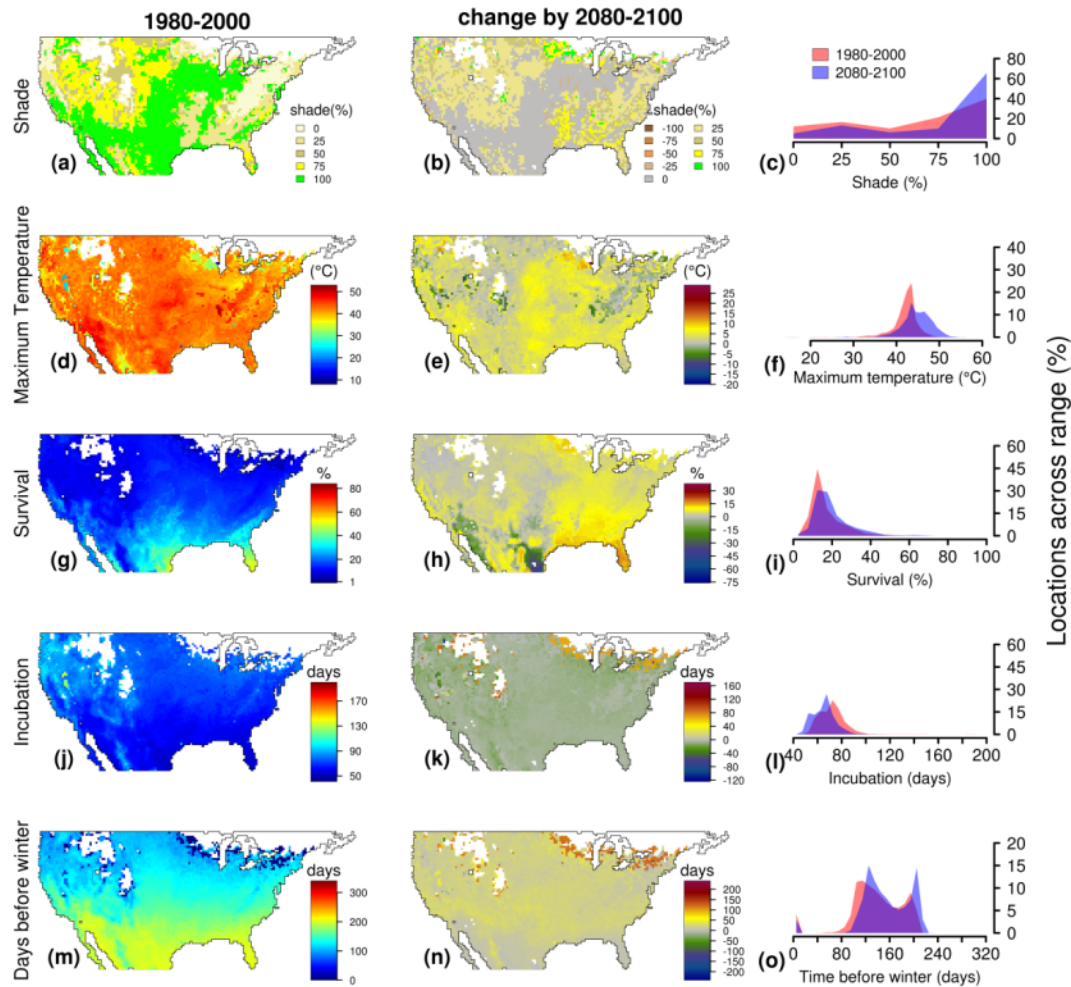 1980-2000
change by 2080-2100
Shade
(a)
shade(%)
0
25
50
75
100
(b)
shade(%)
-100
-75
-50
-25
0
25
50
75
100
1980-2000
2080-2100
80
60
40
20
0
0 25 50 75 100
(c)
Shade (%)
Maximum Temperature
(d)
(°C)
50
40
30
20
10
(e)
(°C)
25
20
15
10
5
0
-5
-10
-15
-20
40
30
20
10
0
20 30 40 50 60
(f)
Maximum temperature (°C)
Survival
(g)
%
80
60
40
20
1
(h)
%
30
15
0
-15
-30
-45
-60
-75
60
45
30
15
0
0 20 40 60 80 100
(i)
Survival (%)
Incubation
(j)
days
170
130
90
50
(k)
days
160
120
80
40
0
-40
-80
-120
60
45
30
15
0
40 80 120 160 200
(l)
Incubation (days)
Days before winter
(m)
days
300
200
100
0
(n)
days
200
150
100
50
0
-50
-100
-150
-200
20
15
10
5
0
0 80 160 240 320
(o)
Time before winter (days)
Locations across range (%)